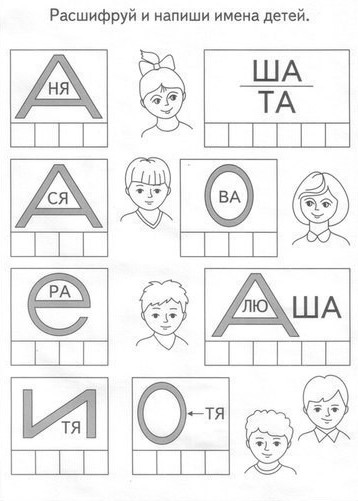 Расшифруй и напиши имена детей.
А НЯ
ША
ТА
А СЯ
О ВА
е РА
А ЛЮ ША
И ТЯ
О ←ТЯ